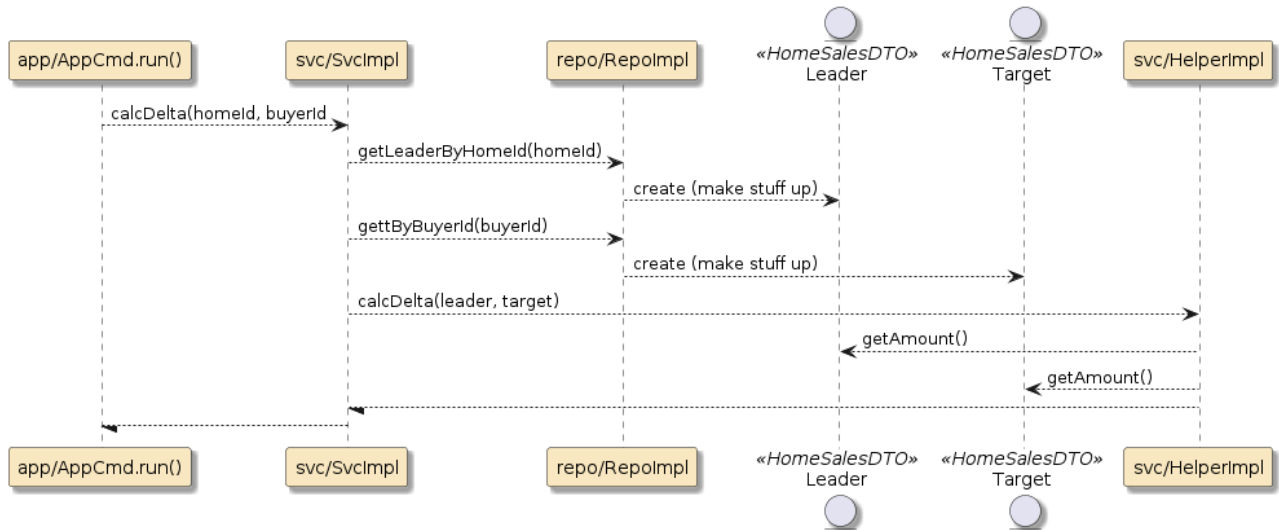 «HomeSalesDTO» «HomeSalesDTO»
app/AppCmd.run() svc/SvcImpl repo/RepoImpl Leader Target svc/HelperImpl
calcDelta(homeId, buyerId
getLeaderByHomeId(homeId)
create (make stuff up)
gettByBuyerId(buyerId)
create (make stuff up)
calcDelta(leader, target)
getAmount()
getAmount()
app/AppCmd.run() svc/SvcImpl repo/RepoImpl «HomeSalesDTO» «HomeSalesDTO» svc/HelperImpl
Leader Target